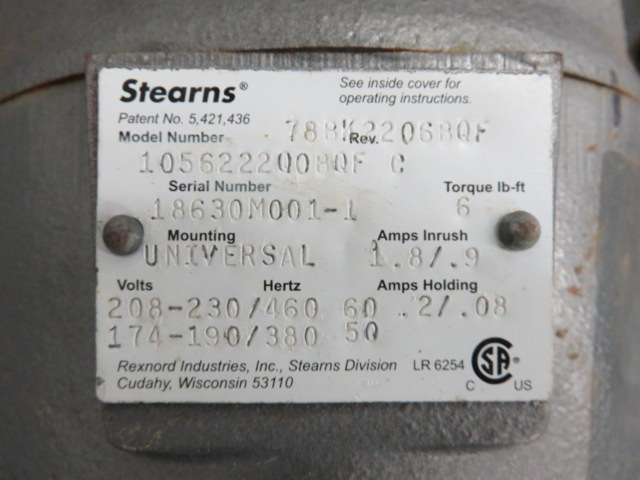 Stearns®
See inside cover for
operating instructions.
Patent No. 5,421,436
Model Number Rev.
1056222Q08QF C
Serial Number Torque lb-ft
18630M001-1 6
Mounting Amps Inrush
UNIVERSAL 1.8/.9
Volts Hertz Amps Holding
208-230/460 60 .2/.08
174-190/380 50
Rexnord Industries, Inc., Stearns Division LR 6254
Cudahy, Wisconsin 53110
SA
C US